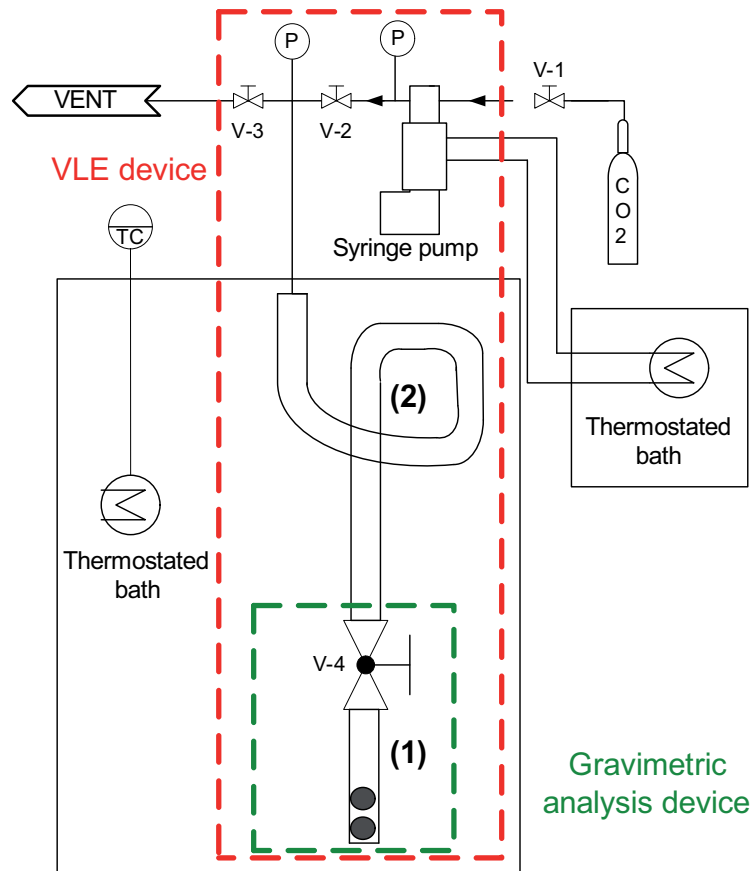 P
P
V-1
VENT
V-3
V-2
VLE device
C
O
2
TC
Syringe pump
(2)
Thermostated
bath
Thermostated
bath
V-4
(1)
Gravimetric
analysis device